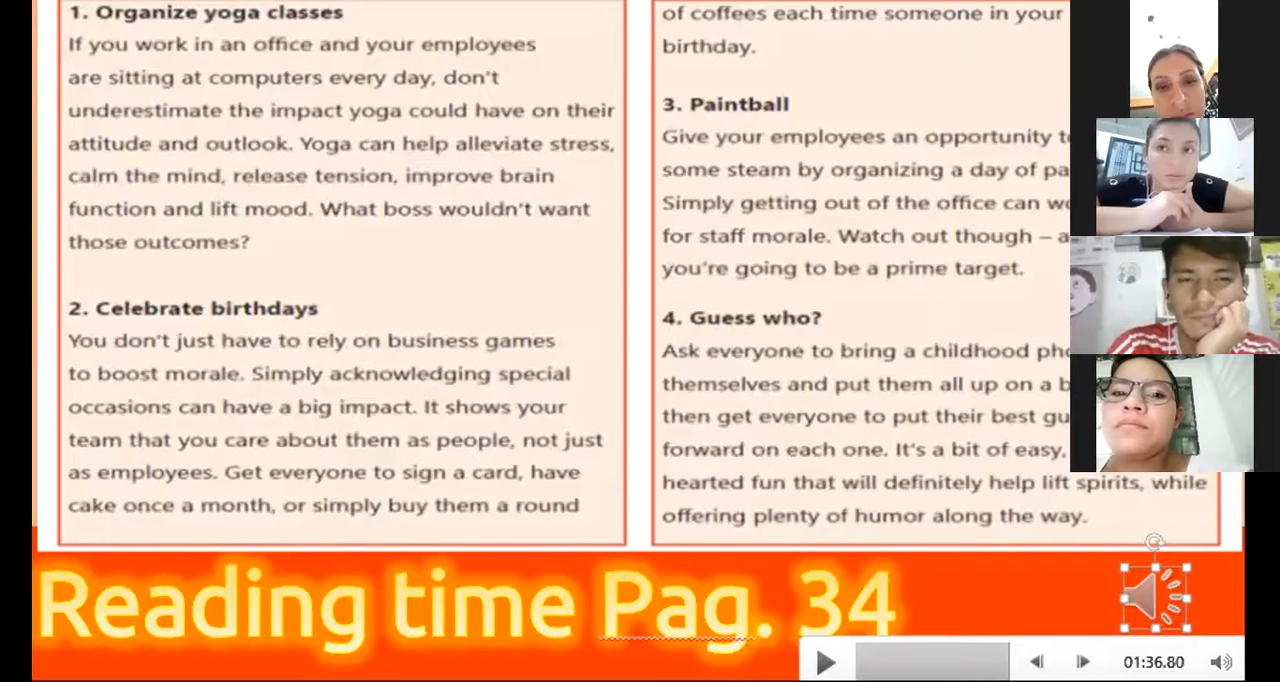 1. Organize yoga classes
If you work in an office and your employees
are sitting at computers every day, don't
underestimate the impact yoga could have on their
attitude and outlook. Yoga can help alleviate stress,
calm the mind, release tension, improve brain
function and lift mood. What boss wouldn't want
those outcomes?
2. Celebrate birthdays
You don't just have to rely on business games
to boost morale. Simply acknowledging special
occasions can have a big impact. It shows your
team that you care about them as people, not just
as employees. Get everyone to sign a card, have
cake once a month, or simply buy them a round
of coffees each time someone in your
birthday.
3. Paintball
Give your employees an opportunity
some steam by organizing a day of
Simply getting out of the office can
for staff morale. Watch out though –
you're going to be a prime target.
4. Guess who?
Ask everyone to bring a childhood
themselves and put them all up on a
then get everyone to put their best
forward on each one. It's a bit of easy,
hearted fun that will definitely help lift spirits, while
offering plenty of humor along the way.
Reading time Pag. 34
01:36.80